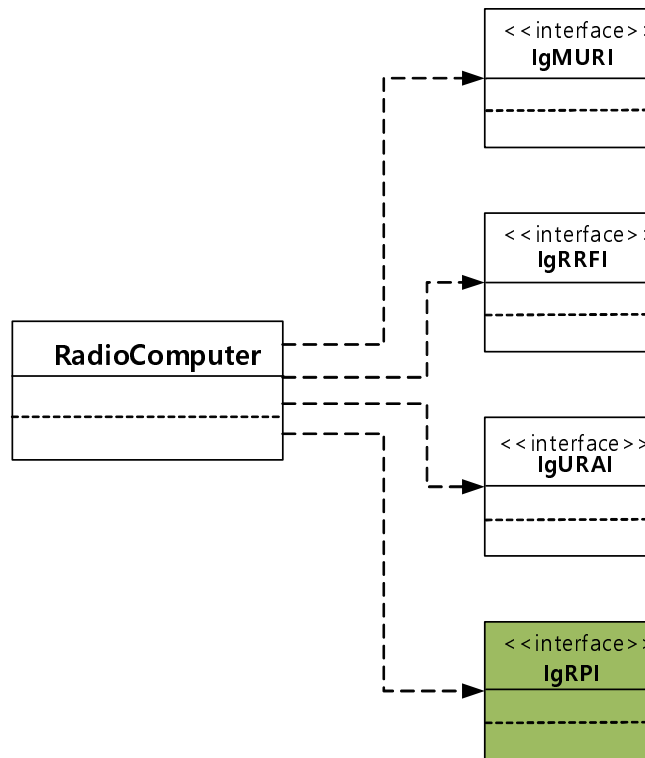 <<interface>>
IgMURI
<<interface>>
IgRRFI
RadioComputer
<<interface>>
IgURAI
<<interface>>
IgRPI